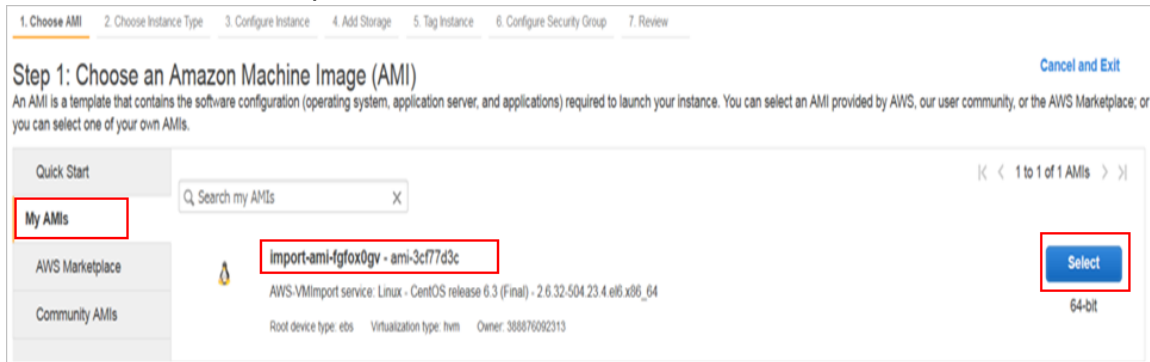 1. Choose AMI 2. Choose Instance Type 3. Configure Instance 4. Add Storage 5. Tag Instance 6. Configure Security Group 7. Review
Step 1: Choose an Amazon Machine Image (AMI)
Cancel and Exit
An AMI is a template that contains the software configuration (operating system, application server, and applications) required to launch your instance. You can select an AMI provided by AWS, our user community, or the AWS Marketplace; or
you can select one of your own AMIs.
Quick Start
1 to 1 of 1 AMIs
Search my AMIs X
My AMIs
import-ami-fgfox0gv - ami-3cf77d3c
Select
AWS Marketplace
AWS-VMImport service: Linux - CentOS release 6.3 (Final) - 2.6.32-504.23.4.el6.x86_64
64-bit
Community AMIs
Root device type: ebs Virtualization type: hvm Owner: 388876092313